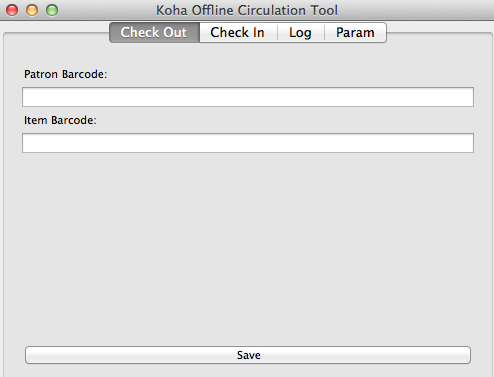 Koha Offline Circulation Tool
Check Out Check In Log Param
Patron Barcode:
Item Barcode:
Save